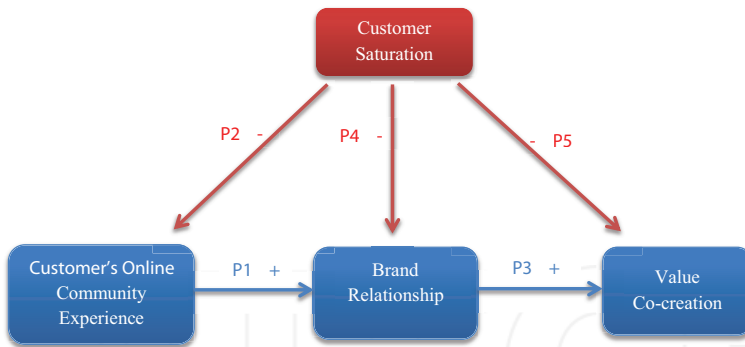 Customer
Saturation
P2 -
P4 -
- P5
Customer's Online
Community
Experience
P1 +
Brand
Relationship
P3 +
Value
Co-creation